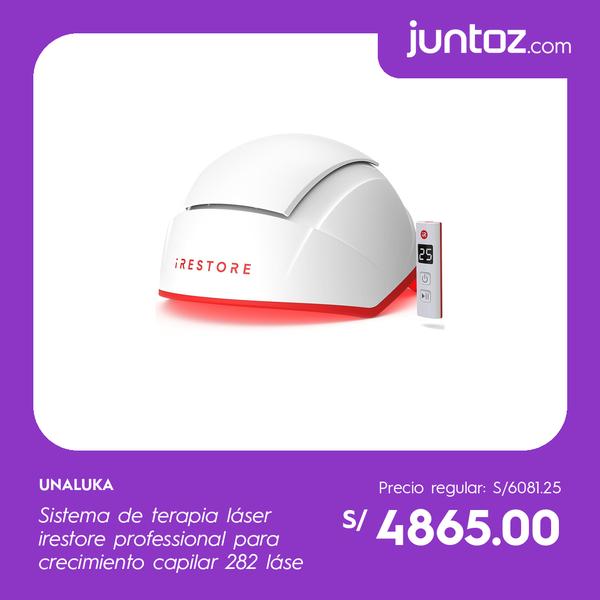 juntoz.com
iRESTORE
25
UNALUKA
Sistema de terapia láser
irestore professional para
crecimiento capilar 282 láse
Precio regular: S/6081.25
S/ 4865.00